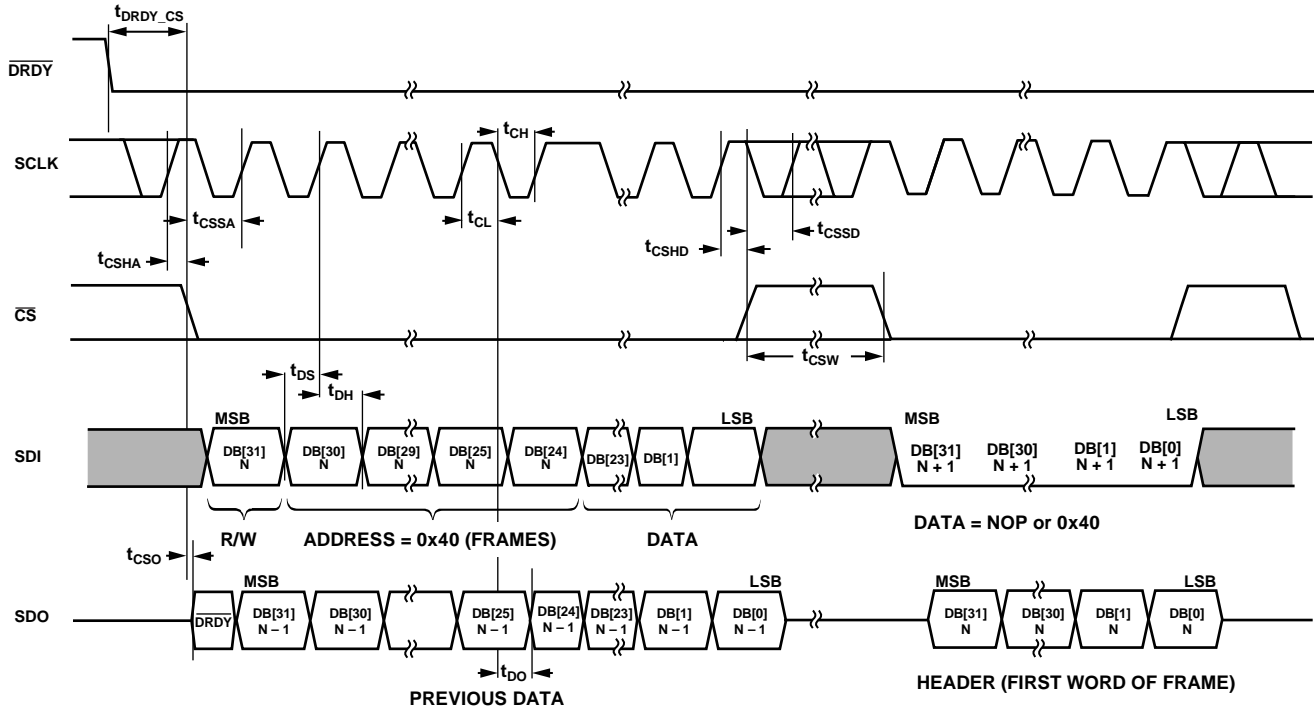 tDRDY_CS
DRDY
SCLK
tCH
tCSSA
tCL
tCSHD
tCSSD
tCSHA
CS
tCSW
tDS
tDH
MSB
LSB
MSB
LSB
SDI
DB[31]
N
DB[30]
N
DB[29]
N
DB[25]
N
DB[24]
N
DB[23]
DB[1]
DB[31]
N + 1
DB[30]
N + 1
DB[1]
N + 1
DB[0]
N + 1
R/W
ADDRESS = 0x40 (FRAMES)
DATA
DATA = NOP or 0x40
tCSO
MSB
LSB
MSB
LSB
SDO
DRDY
DB[31]
N – 1
DB[30]
N – 1
DB[25]
N – 1
DB[24]
N – 1
DB[23]
N – 1
DB[1]
N – 1
DB[0]
N – 1
DB[31]
N
DB[30]
N
DB[1]
N
DB[0]
N
tDO
PREVIOUS DATA
HEADER (FIRST WORD OF FRAME)